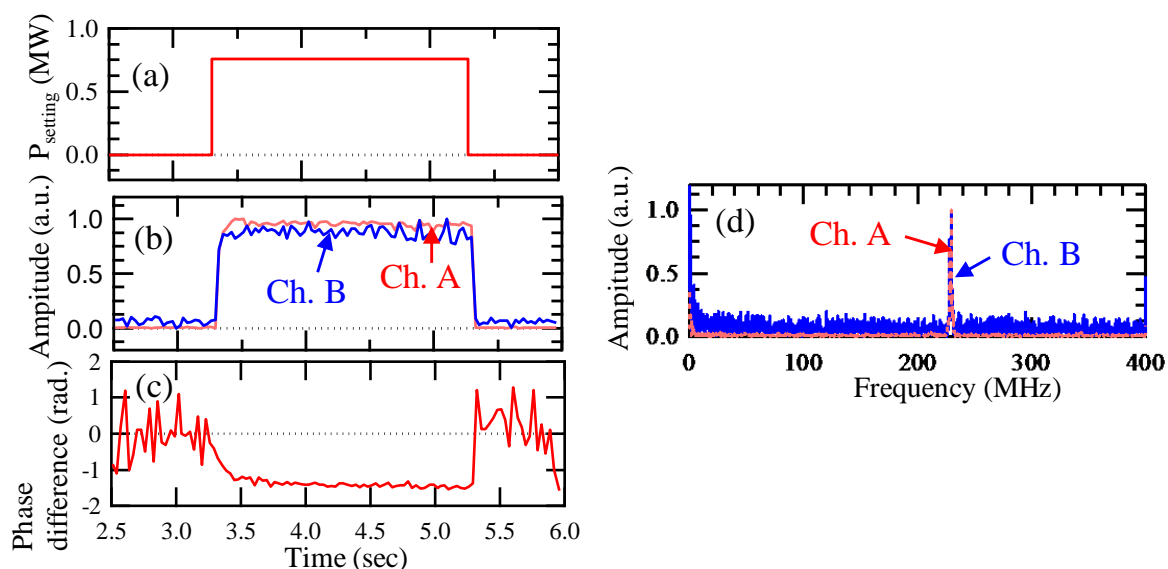 P_setting (MW)
1.0
0.5
0.0
(a)
Ampitude (a.u.)
1.0
0.5
0.0
(b)
Ch. B
Ch. A
Phase
difference (rad.)
2
1
0
-1
-2
(c)
2.5 3.0 3.5 4.0 4.5 5.0 5.5 6.0
Time (sec)
Ampitude (a.u.)
1.0
0.5
0.0
(d)
Ch. A
Ch. B
0 100 200 300 400
Frequency (MHz)